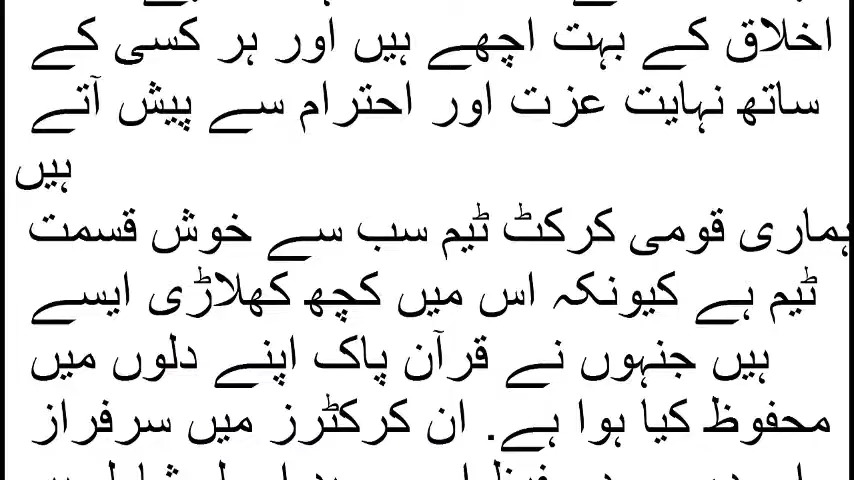 اخلاق کے بہت اچھے ہیں اور ہر کسی کے
ساتھ نہایت عزت اور احترام سے پیش آتے
ہیں
ہماری قومی کرکٹ ٹیم سب سے خوش قسمت
ٹیم ہے کیونکہ اس میں کچھ کھلاڑی ایسے
ہیں جنہوں نے قرآن پاک اپنے دلوں میں
محفوظ کیا ہوا ہے. ان کرکٹرز میں سرفراز